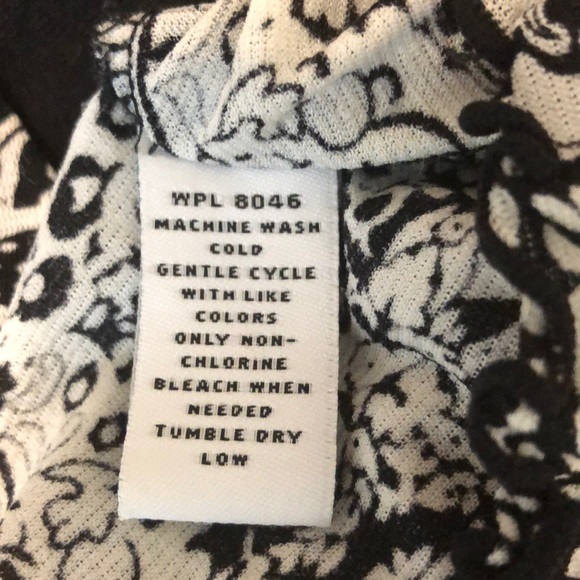 WPL 8046
MACHINE WASH
COLD
GENTLE CYCLE
WITH LIKE
COLORS
ONLY NON-
CHLORINE
BLEACH WHEN
NEEDED
TUMBLE DRY
LOW